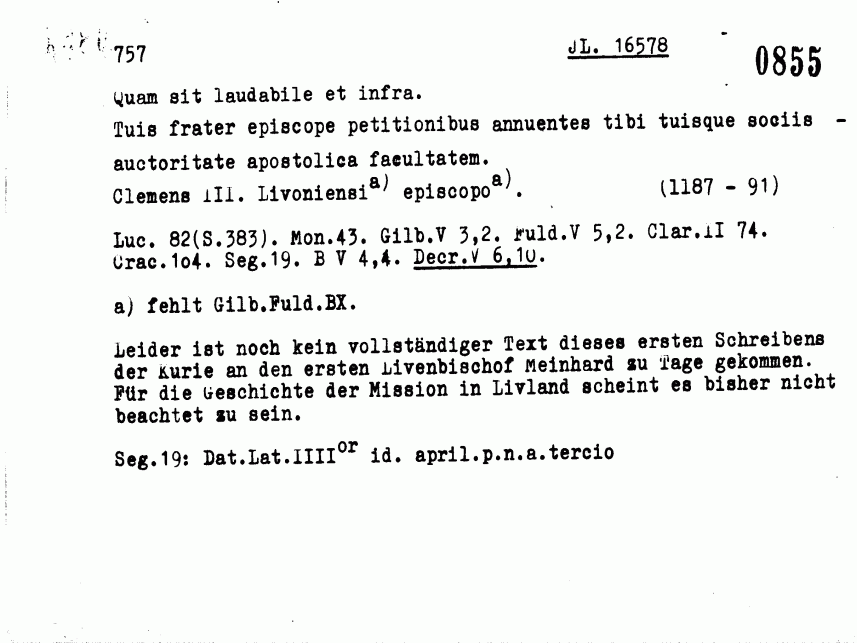 757 JL. 16578 0855
Quam sit laudabile et infra.
Tuis frater episcope petitionibus annuentes tibi tuisque sociis -
auctoritate apostolica facultatem.
Clemens III. Livoniensi a) episcopo a). (1187 - 91)
Luc. 82(S.383). Mon.43. Gilb.V 3,2. Fuld.V 5,2. Clar.II 74.
Crac.1o4. Seg.19. B V 4,4. Decr.V 6,10.
a) fehlt Gilb.Fuld.BX.
Leider ist noch kein vollständiger Text dieses ersten Schreibens
der Kurie an den ersten Livenbischof Meinhard zu Tage gekommen.
Für die Geschichte der Mission in Livland scheint es bisher nicht
beachtet zu sein.
Seg.19: Dat.Lat.IIII or id. april.p.n.a.tercio